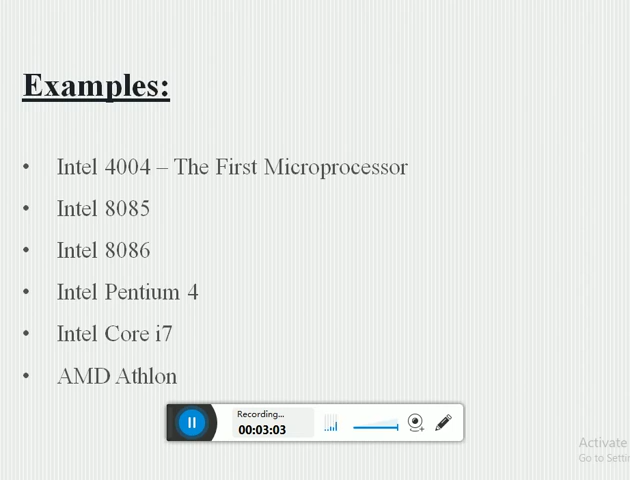 Examples:
• Intel 4004 – The First Microprocessor
• Intel 8085
• Intel 8086
• Intel Pentium 4
• Intel Core i7
• AMD Athlon
Recording...
00:03:03
Activate
Go to Settin